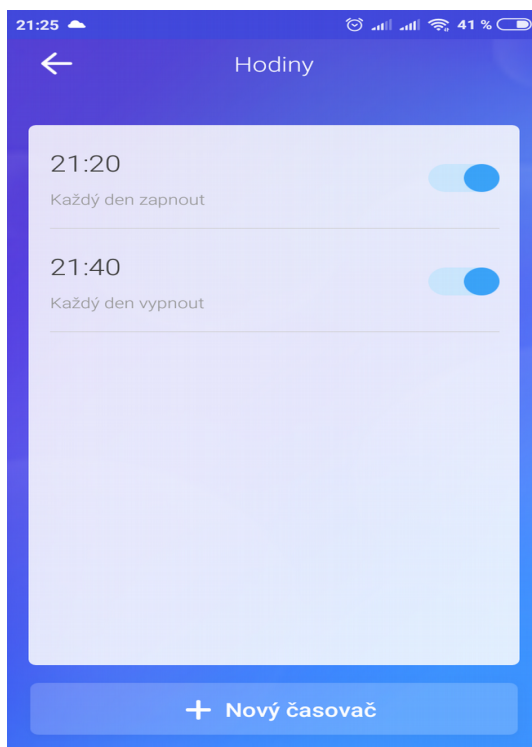 21:25 41 %
Hodiny
21:20
Každý den zapnout
21:40
Každý den vypnout
+ Nový časovač